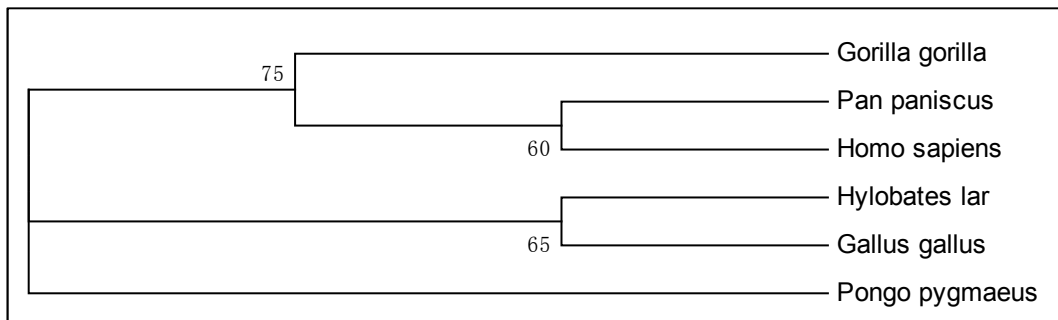 Gorilla gorilla
75
Pan paniscus
60
Homo sapiens
Hylobates lar
65
Gallus gallus
Pongo pygmaeus